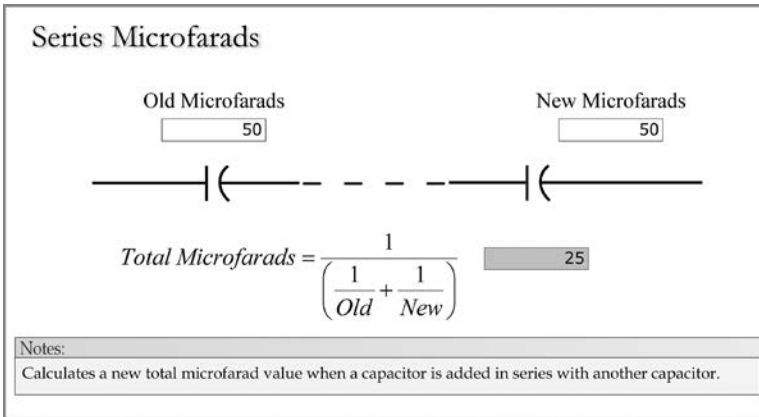 Series Microfarads
Old Microfarads New Microfarads
50 50
Total Microfarads = 1 / (1/Old + 1/New) 25
Notes:
Calculates a new total microfarad value when a capacitor is added in series with another capacitor.